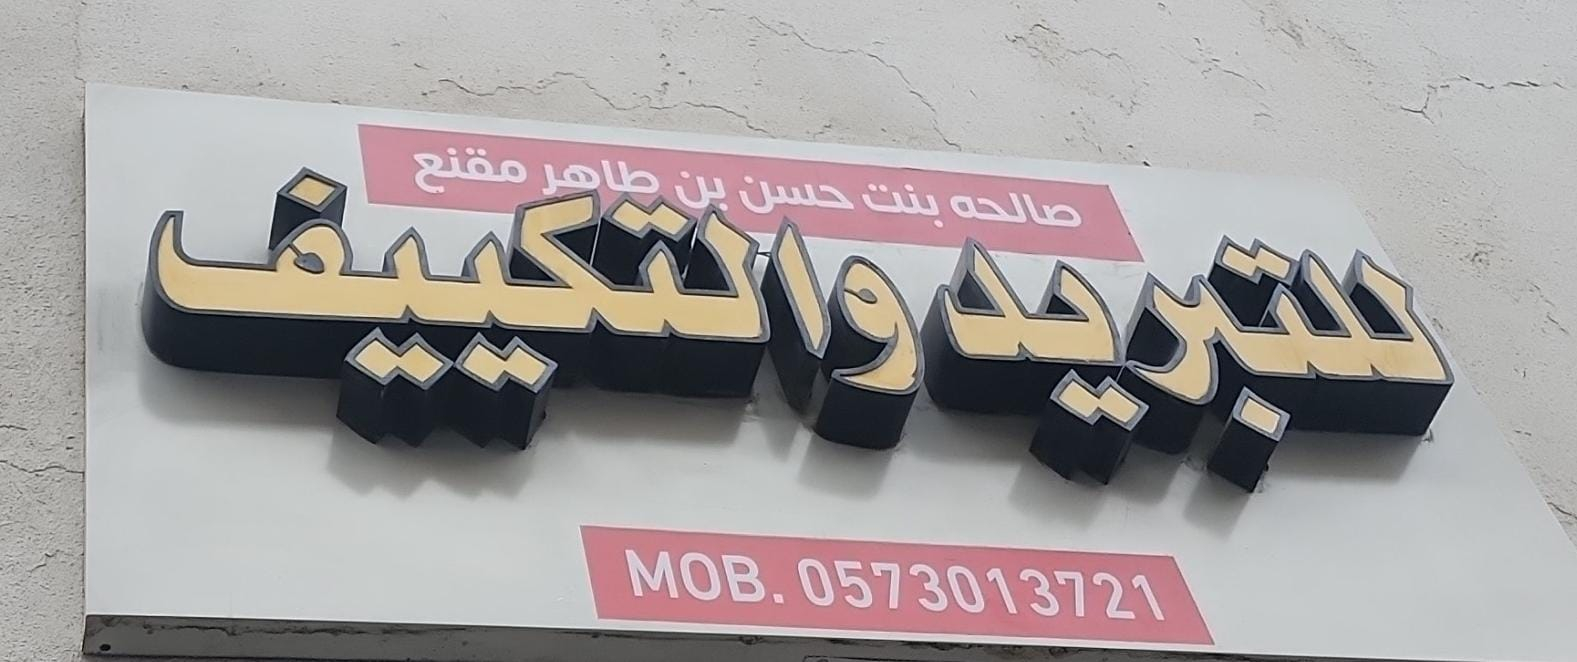 صالحه بنت حسن بن طاهر مقنع
للتبريد والتكييف
MOB. 0573013721